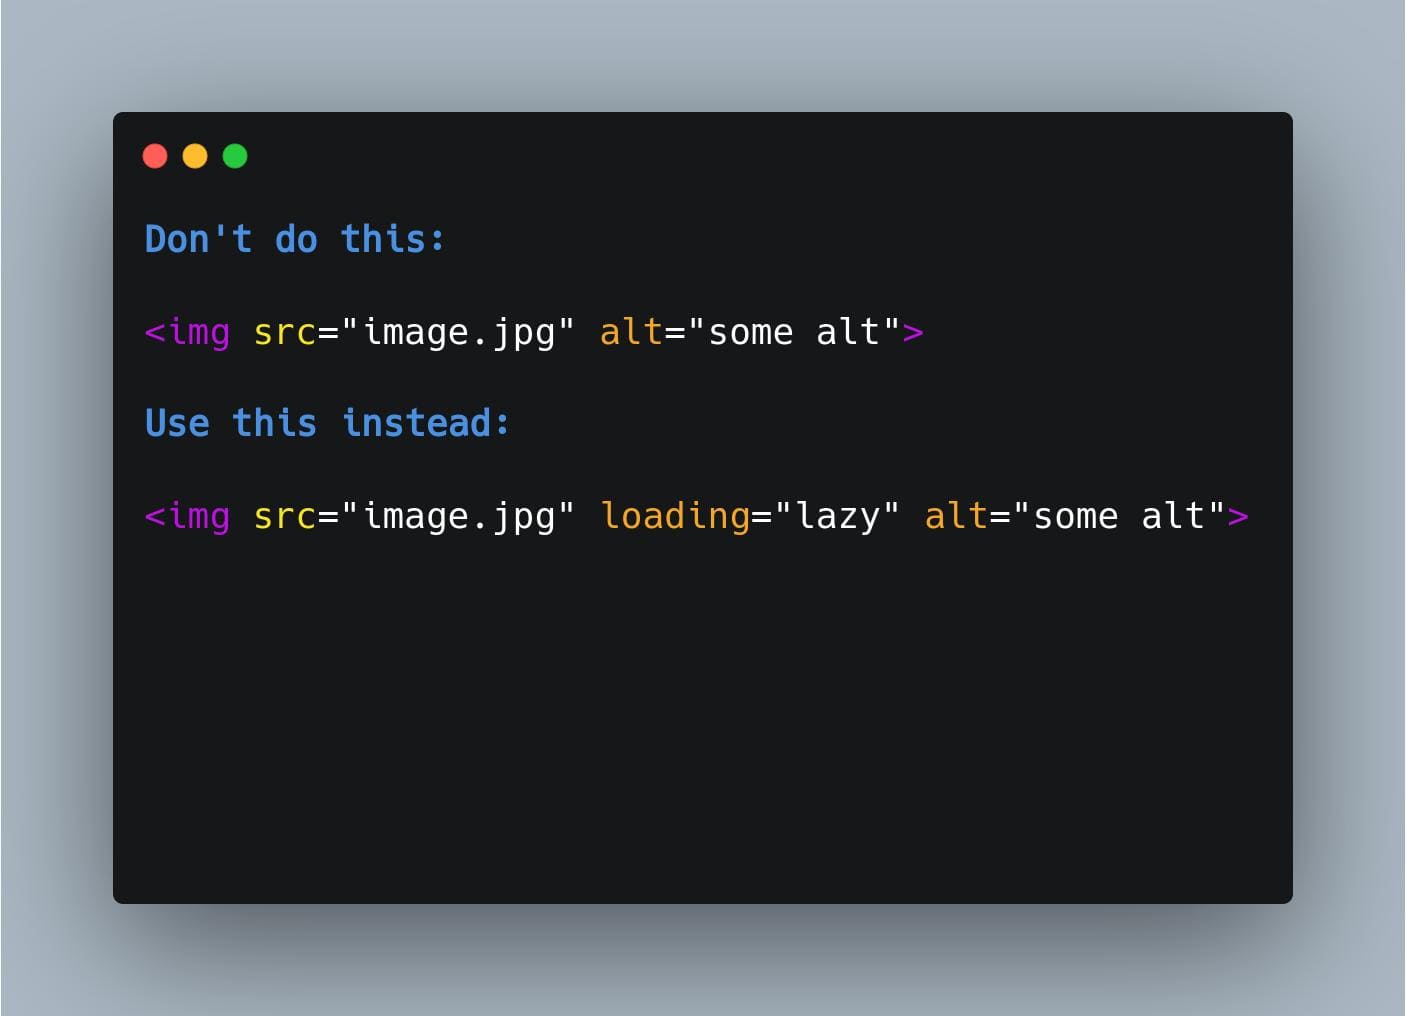 Don't do this:
<img src="image.jpg" alt="some alt">
Use this instead:
<img src="image.jpg" loading="lazy" alt="some alt">